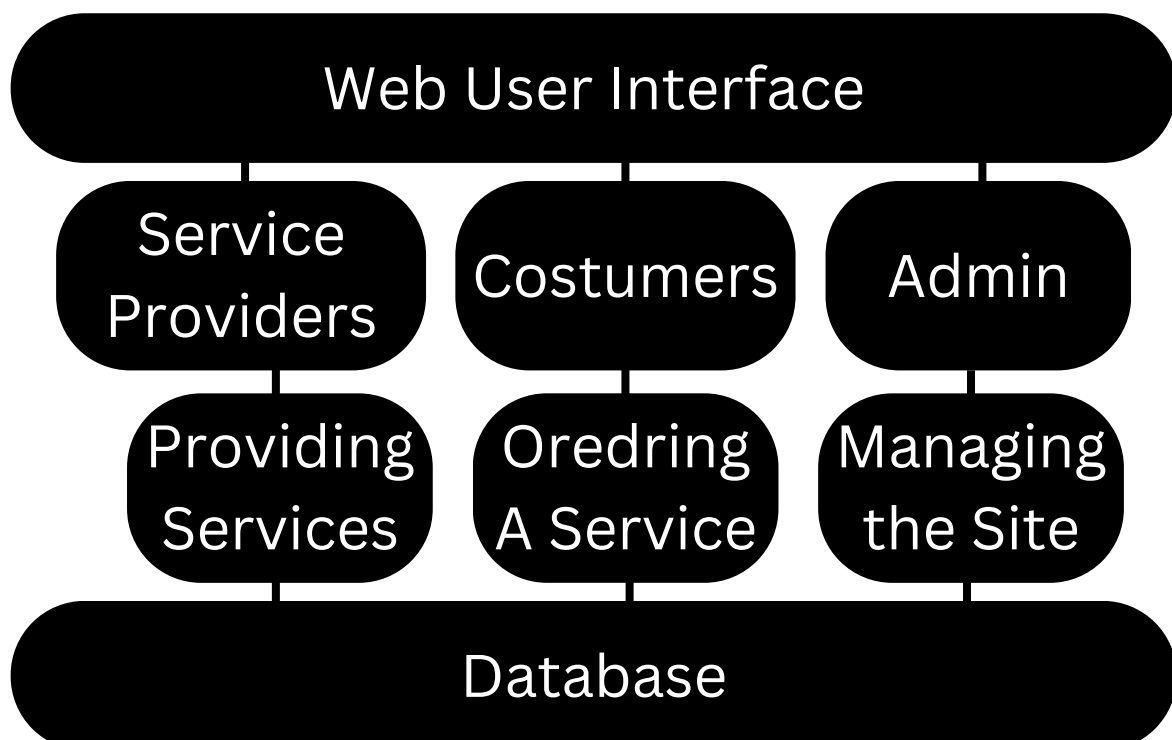 Web User Interface
Service
Providers
Costumers
Admin
Providing
Services
Oredring
A Service
Managing
the Site
Database